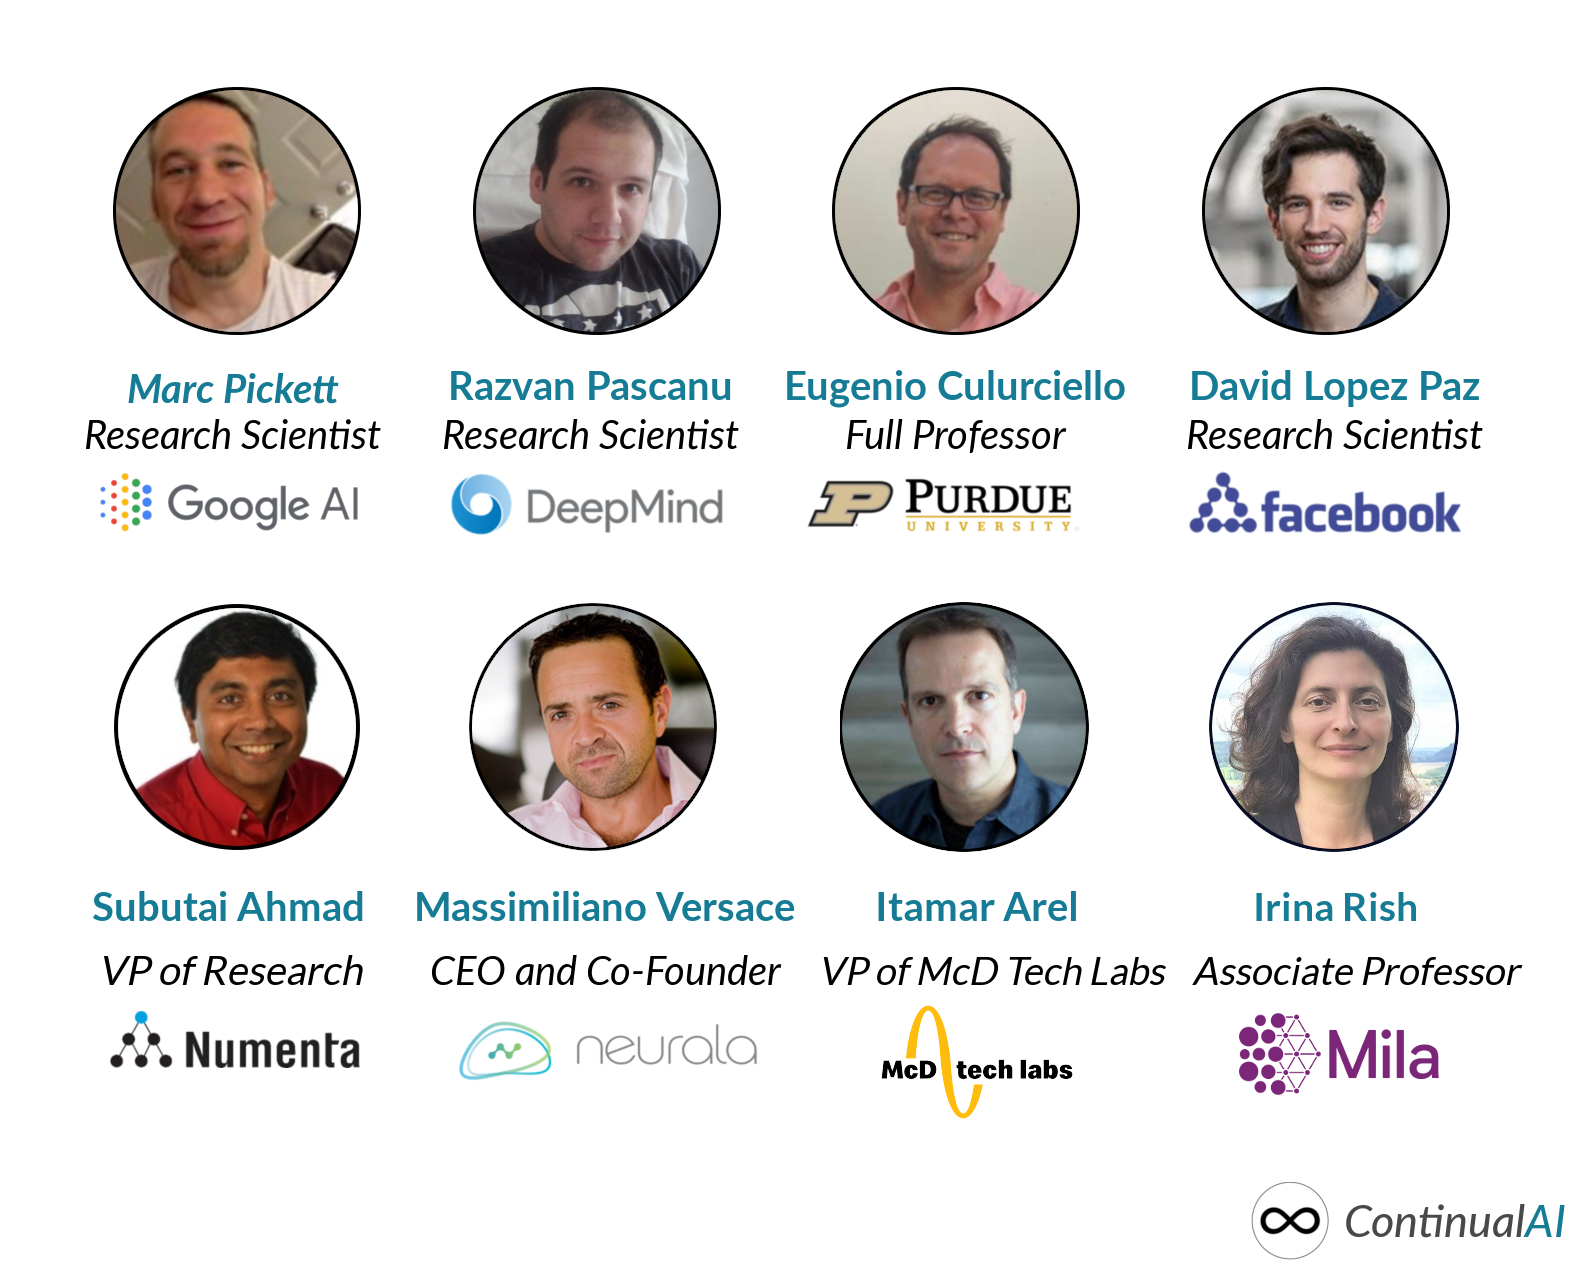 Marc Pickett
Research Scientist
Google AI
Razvan Pascanu
Research Scientist
DeepMind
Eugenio Culurciello
Full Professor
P PURDUE
UNIVERSITY
David Lopez Paz
Research Scientist
facebook
Subutai Ahmad
VP of Research
Numenta
Massimiliano Versace
CEO and Co-Founder
neurala
Itamar Arel
VP of McD Tech Labs
McD tech labs
Irina Rish
Associate Professor
Mila
ContinualAI